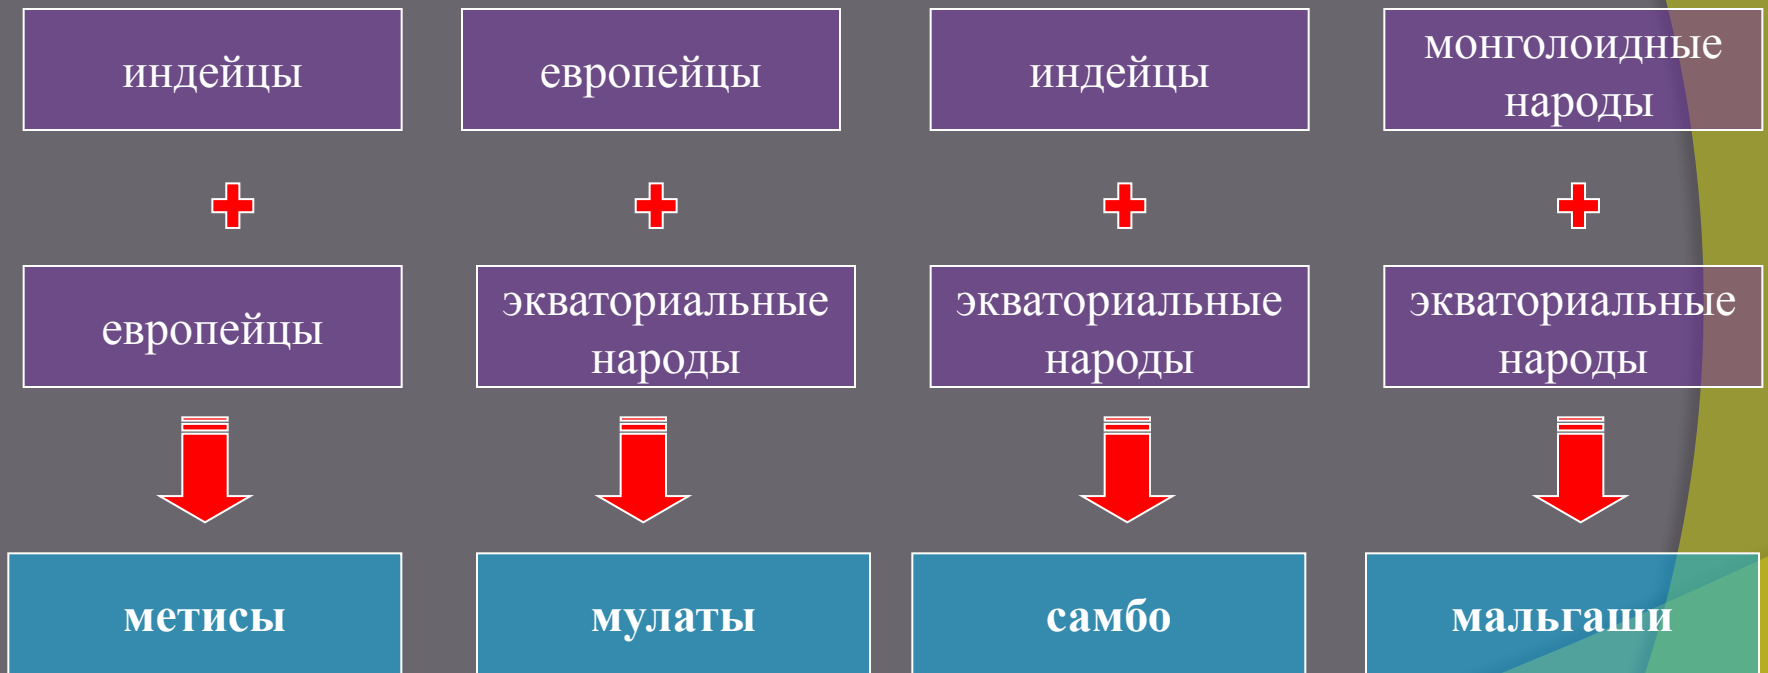 индейцы
европейцы
индейцы
монголоидные
народы
европейцы
экваториальные
народы
экваториальные
народы
экваториальные
народы
метисы
мулаты
самбо
мальгаши